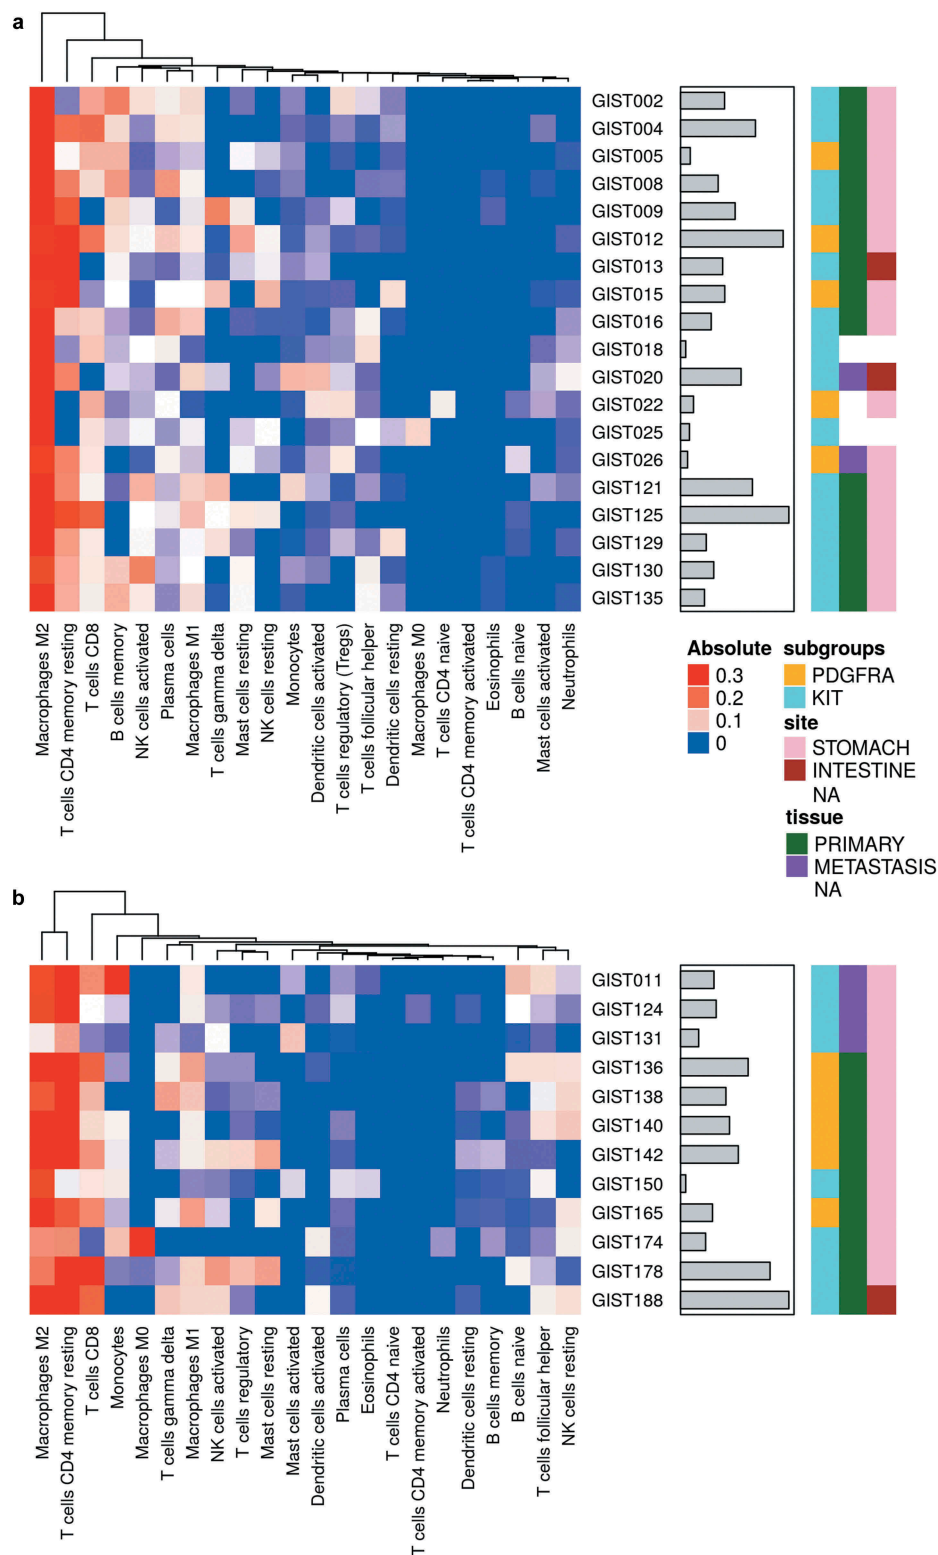 a
GIST002
GIST004
GIST005
GIST008
GIST009
GIST012
GIST013
GIST015
GIST016
GIST018
GIST020
GIST022
GIST025
GIST026
GIST121
GIST125
GIST129
GIST130
GIST135
Macrophages M2
T cells CD4 memory resting
T cells CD8
B cells memory
NK cells activated
Plasma cells
Macrophages M1
T cells gamma delta
Mast cells resting
NK cells resting
Monocytes
Dendritic cells activated
T cells regulatory (Tregs)
T cells follicular helper
Dendritic cells resting
Macrophages M0
T cells CD4 naive
T cells CD4 memory activated
Eosinophils
B cells naive
Mast cells activated
Neutrophils
Absolute
0.3
0.2
0.1
0
subgroups
PDGFRA
KIT
site
STOMACH
INTESTINE
NA
tissue
PRIMARY
METASTASIS
NA
b
GIST011
GIST124
GIST131
GIST136
GIST138
GIST140
GIST142
GIST150
GIST165
GIST174
GIST178
GIST188
Macrophages M2
T cells CD4 memory resting
T cells CD8
Monocytes
Macrophages M0
T cells gamma delta
Macrophages M1
NK cells activated
T cells regulatory
Mast cells resting
Mast cells activated
Dendritic cells activated
Plasma cells
Eosinophils
T cells CD4 naive
T cells CD4 memory activated
Neutrophils
Dendritic cells resting
B cells memory
B cells naive
T cells follicular helper
NK cells resting